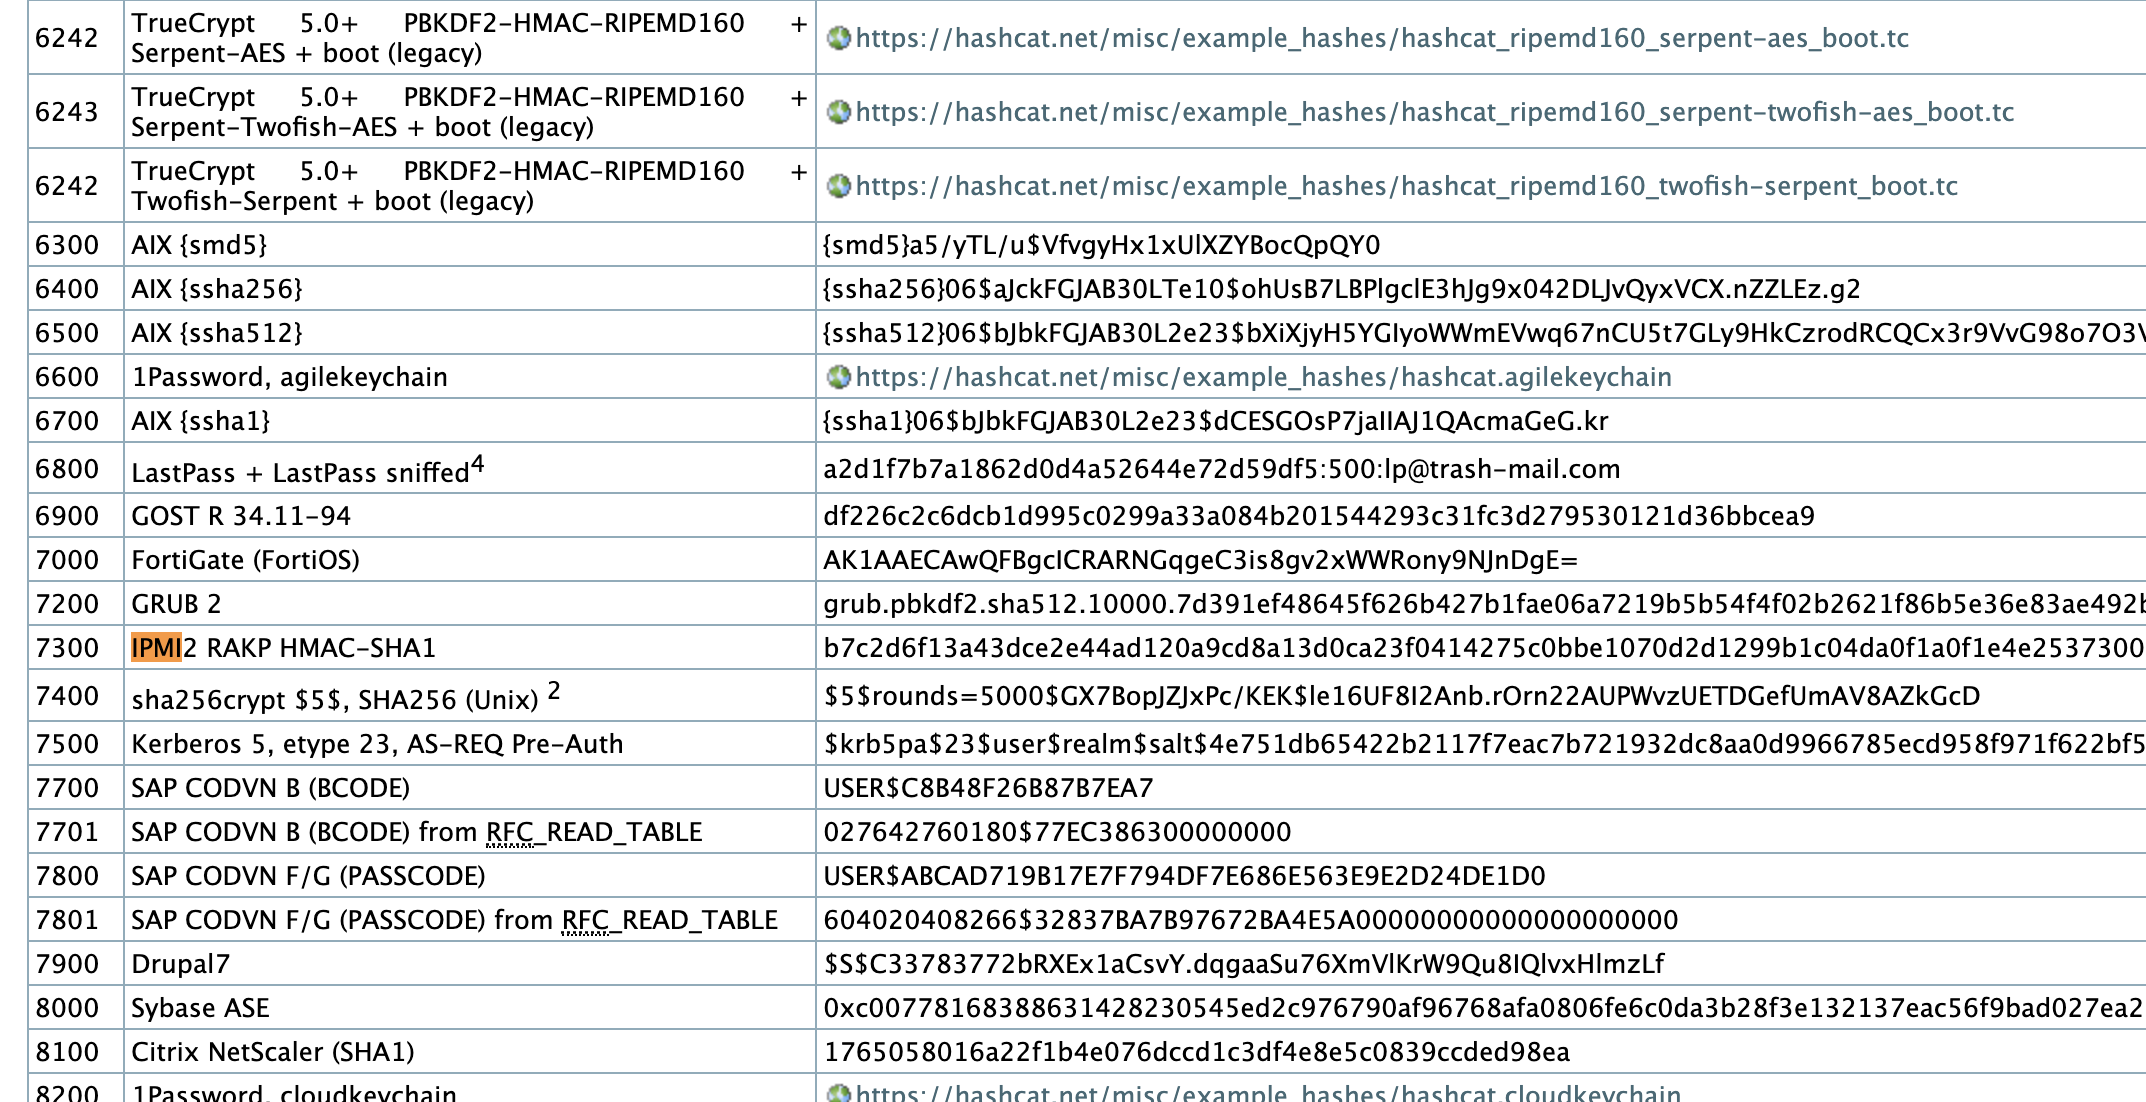 6242 TrueCrypt 5.0+ PBKDF2-HMAC-RIPEMD160 + https://hashcat.net/misc/example_hashes/hashcat_ripemd160_serpent-aes_boot.tc
Serpent-AES + boot (legacy)
6243 TrueCrypt 5.0+ PBKDF2-HMAC-RIPEMD160 + https://hashcat.net/misc/example_hashes/hashcat_ripemd160_serpent-twofish-aes_boot.tc
Serpent-Twofish-AES + boot (legacy)
6242 TrueCrypt 5.0+ PBKDF2-HMAC-RIPEMD160 + https://hashcat.net/misc/example_hashes/hashcat_ripemd160_twofish-serpent_boot.tc
Twofish-Serpent + boot (legacy)
6300 AIX {smd5} {smd5}a5/yTL/u$VfvgyHx1xUlXZYBocQpQY0
6400 AIX {ssha256} {ssha256}06$aJckFGJAB30LTe10$ohUsB7LBPlgclE3hJg9x042DLJvQyxVCX.nZZLEz.g2
6500 AIX {ssha512} {ssha512}06$bJbkFGJAB30L2e23$bXiXjyH5YGIyoWWmEVwq67nCU5t7GLy9HkCzrodRCQCx3r9VvG98o7O3V
6600 1Password, agilekeychain https://hashcat.net/misc/example_hashes/hashcat.agilekeychain
6700 AIX {ssha1} {ssha1}06$bJbkFGJAB30L2e23$dCESGOsP7jaIIAJ1QAcmaGeG.kr
6800 LastPass + LastPass sniffed4 a2d1f7b7a1862d0d4a52644e72d59df5:500:lp@trash-mail.com
6900 GOST R 34.11-94 df226c2c6dcb1d995c0299a33a084b201544293c31fc3d279530121d36bbcea9
7000 FortiGate (FortiOS) AK1AAECAwQFBgcICRARNGqgeC3is8gv2xWWRony9NJnDgE=
7200 GRUB 2 grub.pbkdf2.sha512.10000.7d391ef48645f626b427b1fae06a7219b5b54f4f02b2621f86b5e36e83ae492b
7300 IPMI2 RAKP HMAC-SHA1 b7c2d6f13a43dce2e44ad120a9cd8a13d0ca23f0414275c0bbe1070d2d1299b1c04da0f1a0f1e4e2537300
7400 sha256crypt $5$, SHA256 (Unix) 2 $5$rounds=5000$GX7BopJZJxPc/KEK$le16UF8I2Anb.rOrn22AUPWvzUETDGefUmAV8AZkGcD
7500 Kerberos 5, etype 23, AS-REQ Pre-Auth $krb5pa$23$user$realm$salt$4e751db65422b2117f7eac7b721932dc8aa0d9966785ecd958f971f622bf5
7700 SAP CODVN B (BCODE) USER$C8B48F26B87B7EA7
7701 SAP CODVN B (BCODE) from RFC_READ_TABLE 027642760180$77EC386300000000
7800 SAP CODVN F/G (PASSCODE) USER$ABCAD719B17E7F794DF7E686E563E9E2D24DE1D0
7801 SAP CODVN F/G (PASSCODE) from RFC_READ_TABLE 604020408266$32837BA7B97672BA4E5A00000000000000000000
7900 Drupal7 $S$C33783772bRXEx1aCsvY.dqgaaSu76XmVlKrW9Qu8IQlvxHlmzLf
8000 Sybase ASE 0xc00778168388631428230545ed2c976790af96768afa0806fe6c0da3b28f3e132137eac56f9bad027ea2
8100 Citrix NetScaler (SHA1) 1765058016a22f1b4e076dccd1c3df4e8e5c0839ccded98ea
8200 1Password, cloudkeychain https://hashcat.net/misc/example_hashes/hashcat.cloudkeychain